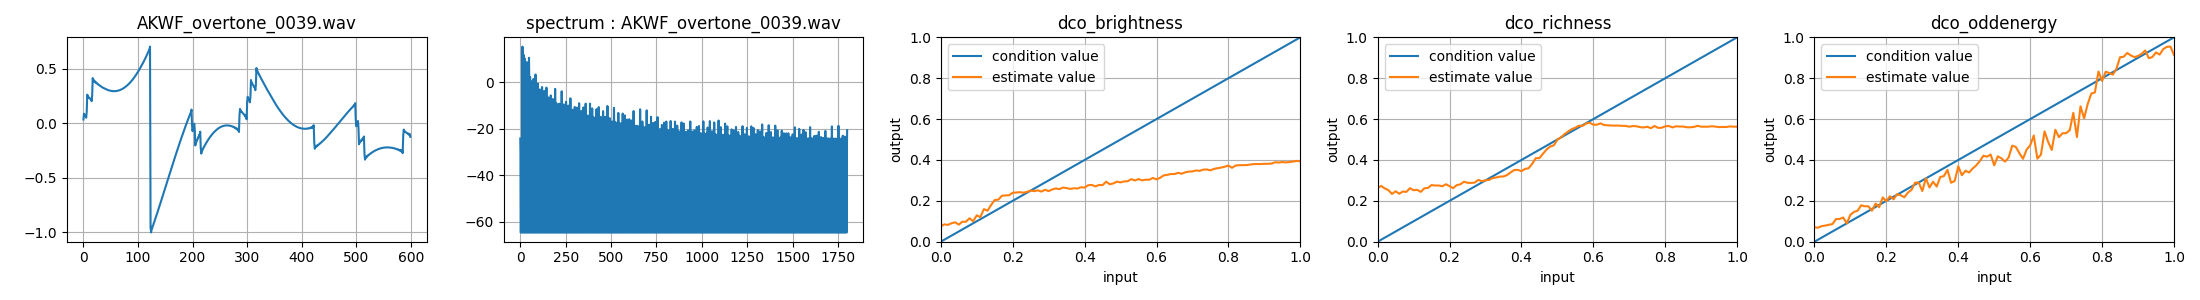 AKWF_overtone_0039.wav
0.5
0.0
−0.5
−1.0
0 100 200 300 400 500 600
spectrum : AKWF_overtone_0039.wav
0
−20
−40
−60
0 250 500 750 1000 1250 1500 1750
dco_brightness
condition value
estimate value
output
1.0
0.8
0.6
0.4
0.2
0.0
0.0 0.2 0.4 0.6 0.8 1.0
input
dco_richness
condition value
estimate value
output
1.0
0.8
0.6
0.4
0.2
0.0
0.0 0.2 0.4 0.6 0.8 1.0
input
dco_oddenergy
condition value
estimate value
output
1.0
0.8
0.6
0.4
0.2
0.0
0.0 0.2 0.4 0.6 0.8 1.0
input